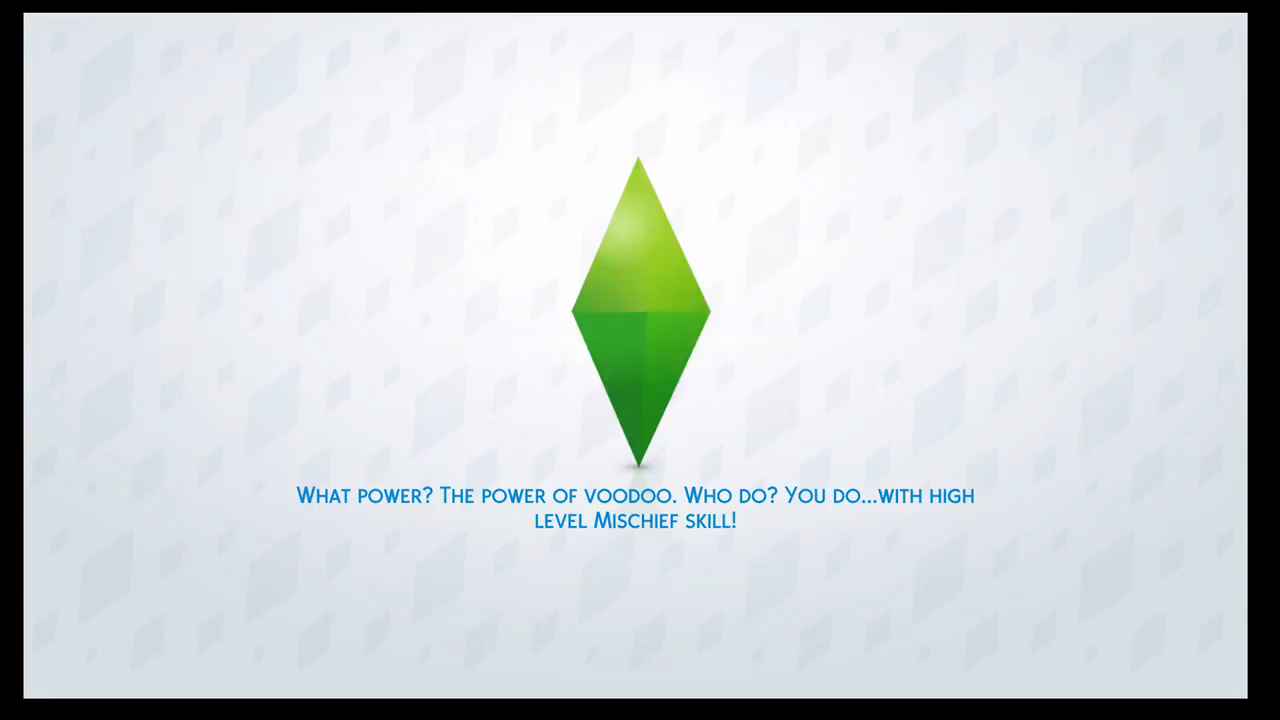 What power? The power of voodoo. Who do? You do...with high
level Mischief skill!